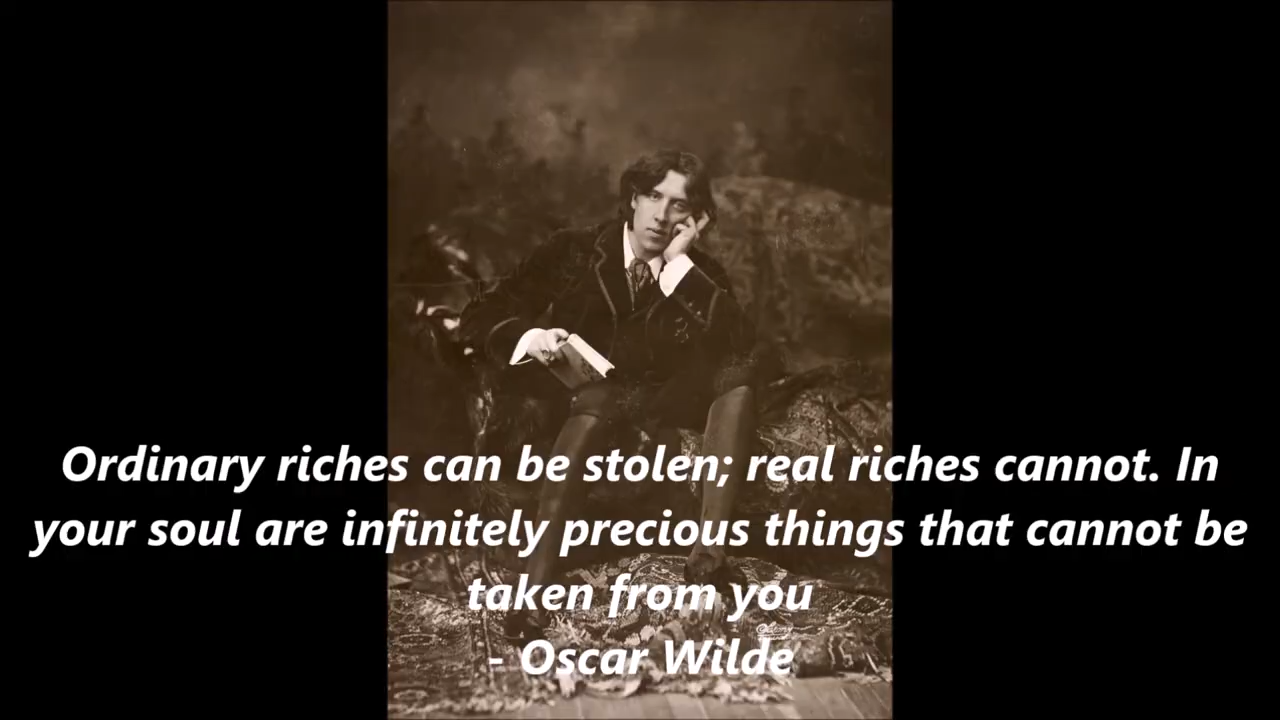 Ordinary riches can be stolen; real riches cannot. In
your soul are infinitely precious things that cannot be
taken from you
- Oscar Wilde